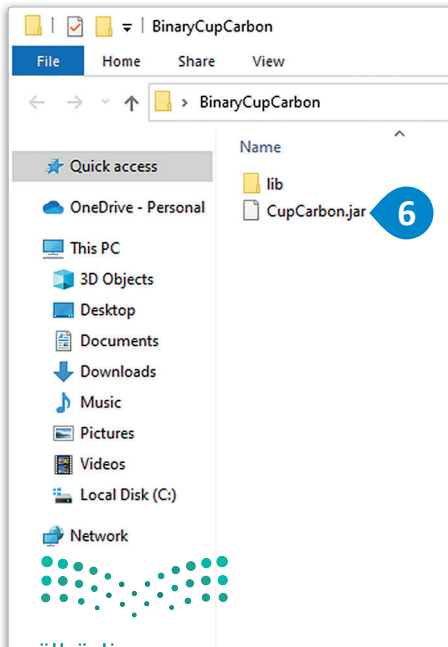 BinaryCupCarbon
File Home Share View
BinaryCupCarbon
Name
lib
CupCarbon.jar 6
Quick access
OneDrive - Personal
This PC
3D Objects
Desktop
Documents
Downloads
Music
Pictures
Videos
Local Disk (C:)
Network